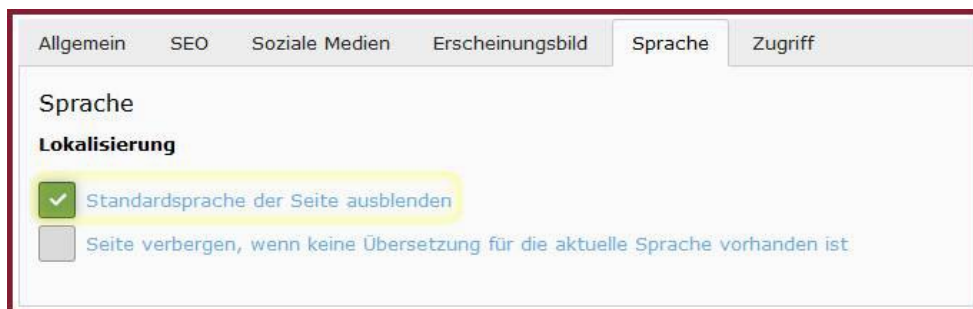 Allgemein SEO Soziale Medien Erscheinungsbild Sprache Zugriff
Sprache
Lokalisierung
Standardsprache der Seite ausblenden
Seite verbergen, wenn keine Übersetzung für die aktuelle Sprache vorhanden ist